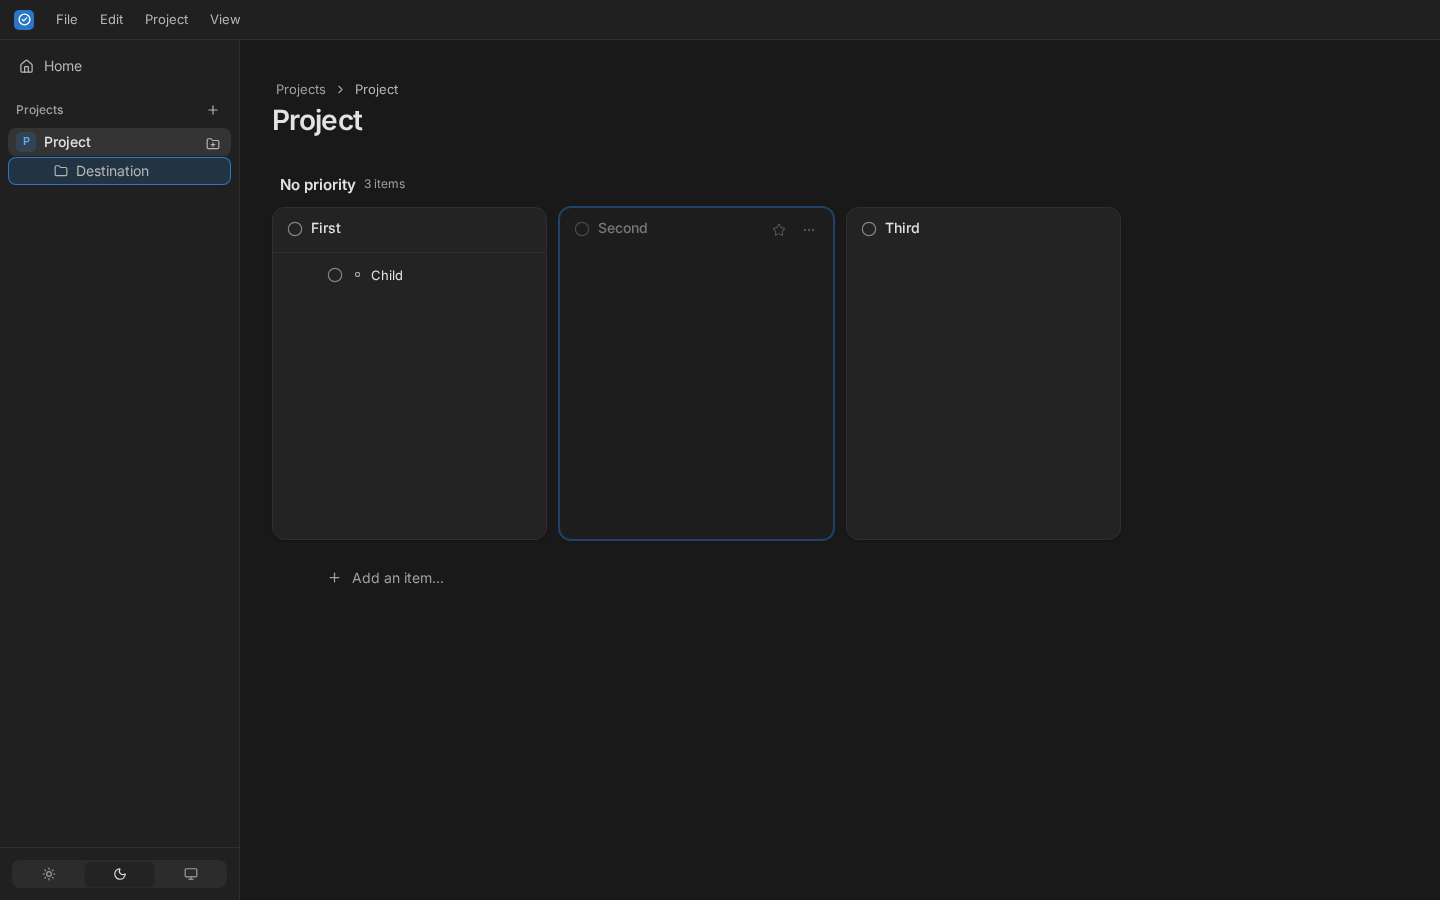 File Edit Project View
Home
Projects
P Project
Destination
Projects > Project
Project
No priority 3 items
First
Child
Second
Third
Add an item...